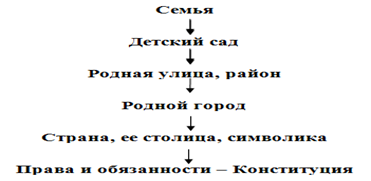 Семья
Детский сад
Родная улица, район
Родной город
Страна, ее столица, символика
Права и обязанности – Конституция